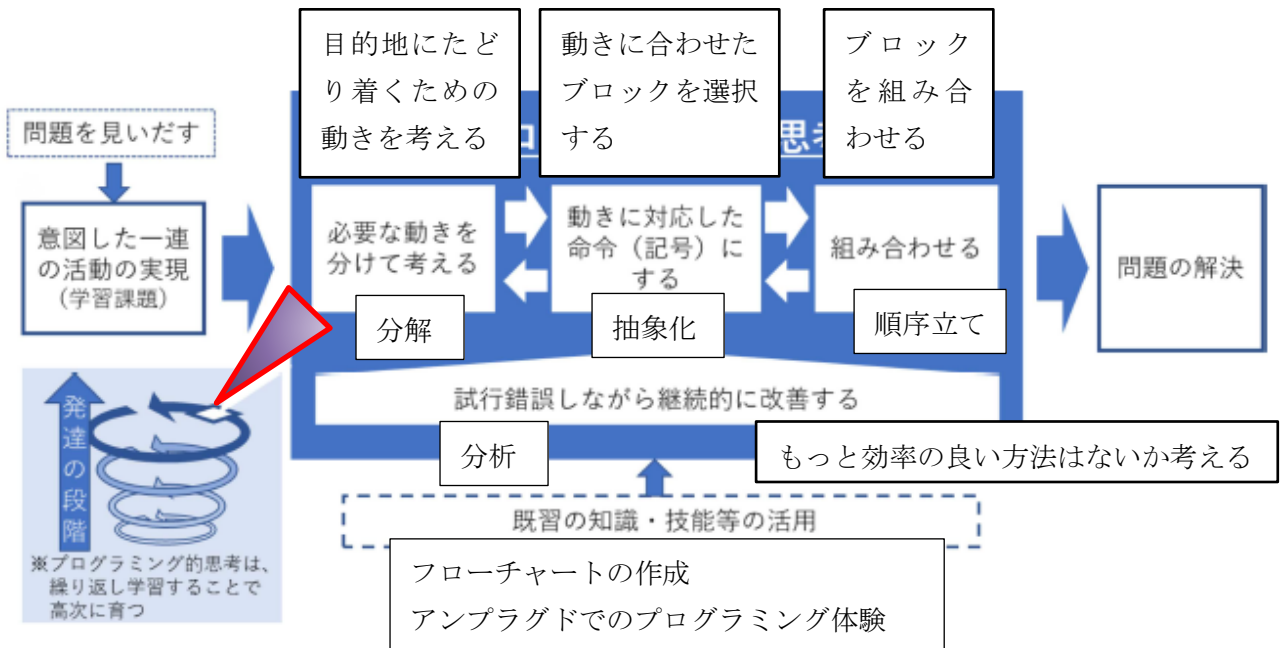 目的地にたど
り着くための
動きを考える
動きに合わせた
ブロックを選択
する
ブロック
を組み合
わせる
問題を見いだす
思考
意図した一連
の活動の実現
(学習課題)
必要な動きを
分けて考える
動きに対応した
命令（記号）に
する
組み合わせる
問題の解決
分解
抽象化
順序立て
試行錯誤しながら継続的に改善する
分析
もっと効率の良い方法はないか考える
既習の知識・技能等の活用
フローチャートの作成
アンプラグドでのプログラミング体験
発達の段階
※プログラミング的思考は、
繰り返し学習することで
高次に育つ